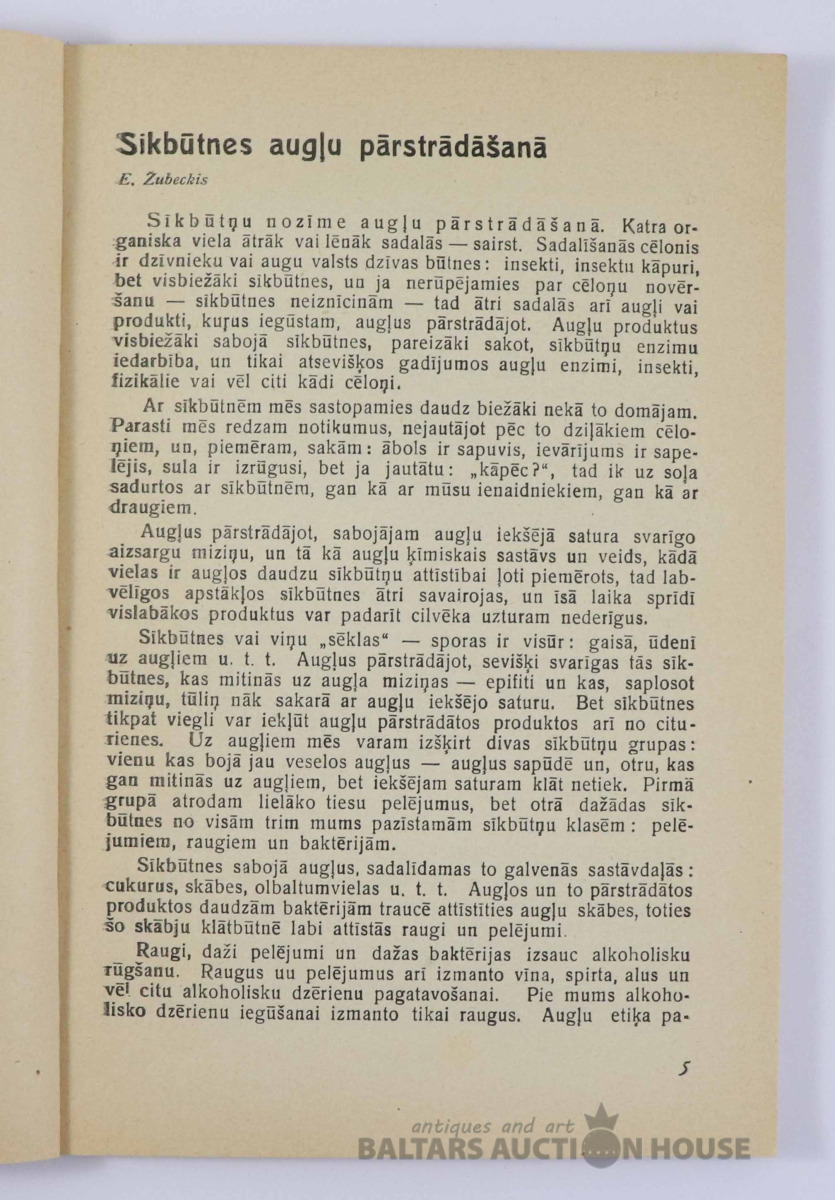 Sīkbūtnes augļu pārstrādāšanā
E. Zubeckis
Sīkbūtņu nozīme augļu pārstrādāšanā. Katra or-
ganiska viela ātrāk vai lēnāk sadalās — sairst. Sadalīšanās cēlonis
ir dzīvnieku vai augu valsts dzīvas būtnes: insekti, insektu kāpuri,
bet visbiežāki sīkbūtnes, un ja nerūpējamies par cēloņu novēr-
šanu — sīkbūtnes neiznīcinām — tad ātri sadalās arī augļi vai
produkti, kuŗus iegūstam, augļus pārstrādājot. Augļu produktus
visbiežāki sabojā sīkbūtnes, pareizāki sakot, sīkbūtņu enzimu
iedarbība, un tikai atsevišķos gadījumos augļu enzimi, insekti,
fizikālie vai vēl citi kādi cēloņi.
Ar sīkbūtnēm mēs sastopamies daudz biežāki nekā to domājam.
Parasti mēs redzam notikumus, nejautājot pēc to dziļākiem cēlo-
ņiem, un, piemēram, sakām: ābols ir sapuvis, ievārījums ir sape-
lējis, sula ir izrūgusi, bet ja jautātu: „kāpēc?“, tad ik uz soļa
sadurtos ar sīkbūtnēm, gan kā ar mūsu ienaidniekiem, gan kā ar
draugiem.
Augļus pārstrādājot, sabojājam augļu iekšējā satura svarīgo
aizsargu miziņu, un tā kā augļu ķīmiskais sastāvs un veids, kādā
vielas ir augļos daudzu sīkbūtņu attīstībai ļoti piemērots, tad lab-
vēlīgos apstākļos sīkbūtnes ātri savairojas, un īsā laika sprīdī
vislabākos produktus var padarīt cilvēka uzturam nederīgus.
Sīkbūtnes vai viņu „sēklas“ — sporas ir visūr: gaisā, ūdenī
uz augļiem u. t. t. Augļus pārstrādājot, sevišķi svarīgas tās sīk-
būtnes, kas mitinās uz augļa miziņas — epifiti un kas, saplosot
miziņu, tūliņ nāk sakarā ar augļu iekšējo saturu. Bet sīkbūtnes
tikpat viegli var iekļūt augļu pārstrādātos produktos arī no citu-
rienes. Uz augļiem mēs varam izšķirt divas sīkbūtņu grupas:
vienu kas bojā jau veselos augļus — augļus sapūdē un, otru, kas
gan mitinās uz augļiem, bet iekšējam saturam klāt netiek. Pirmā
grupā atrodam lielāko tiesu pelējumus, bet otrā dažādas sīk-
būtnes no visām trim mums pazīstamām sīkbūtņu klasēm: pelē-
jumiem, raugiem un baktērijām.
Sīkbūtnes sabojā augļus, sadalīdamas to galvenās sastāvdaļās:
cukurus, skābes, olbaltumvielas u. t. t. Augļos un to pārstrādātos
produktos daudzām baktērijām traucē attīstīties augļu skābes, toties
šo skābju klātbūtnē labi attīstās raugi un pelējumi.
Raugi, daži pelējumi un dažas baktērijas izsauc alkoholisku
rūgšanu. Raugus uu pelējumus arī izmanto vīna, spirta, alus un
vēl citu alkoholisku dzērienu pagatavošanai. Pie mums alkoho-
lisko dzērienu iegūšanai izmanto tikai raugus. Augļu etiķa pa-
5
antiques and art
BALTARS AUCTION HOUSE